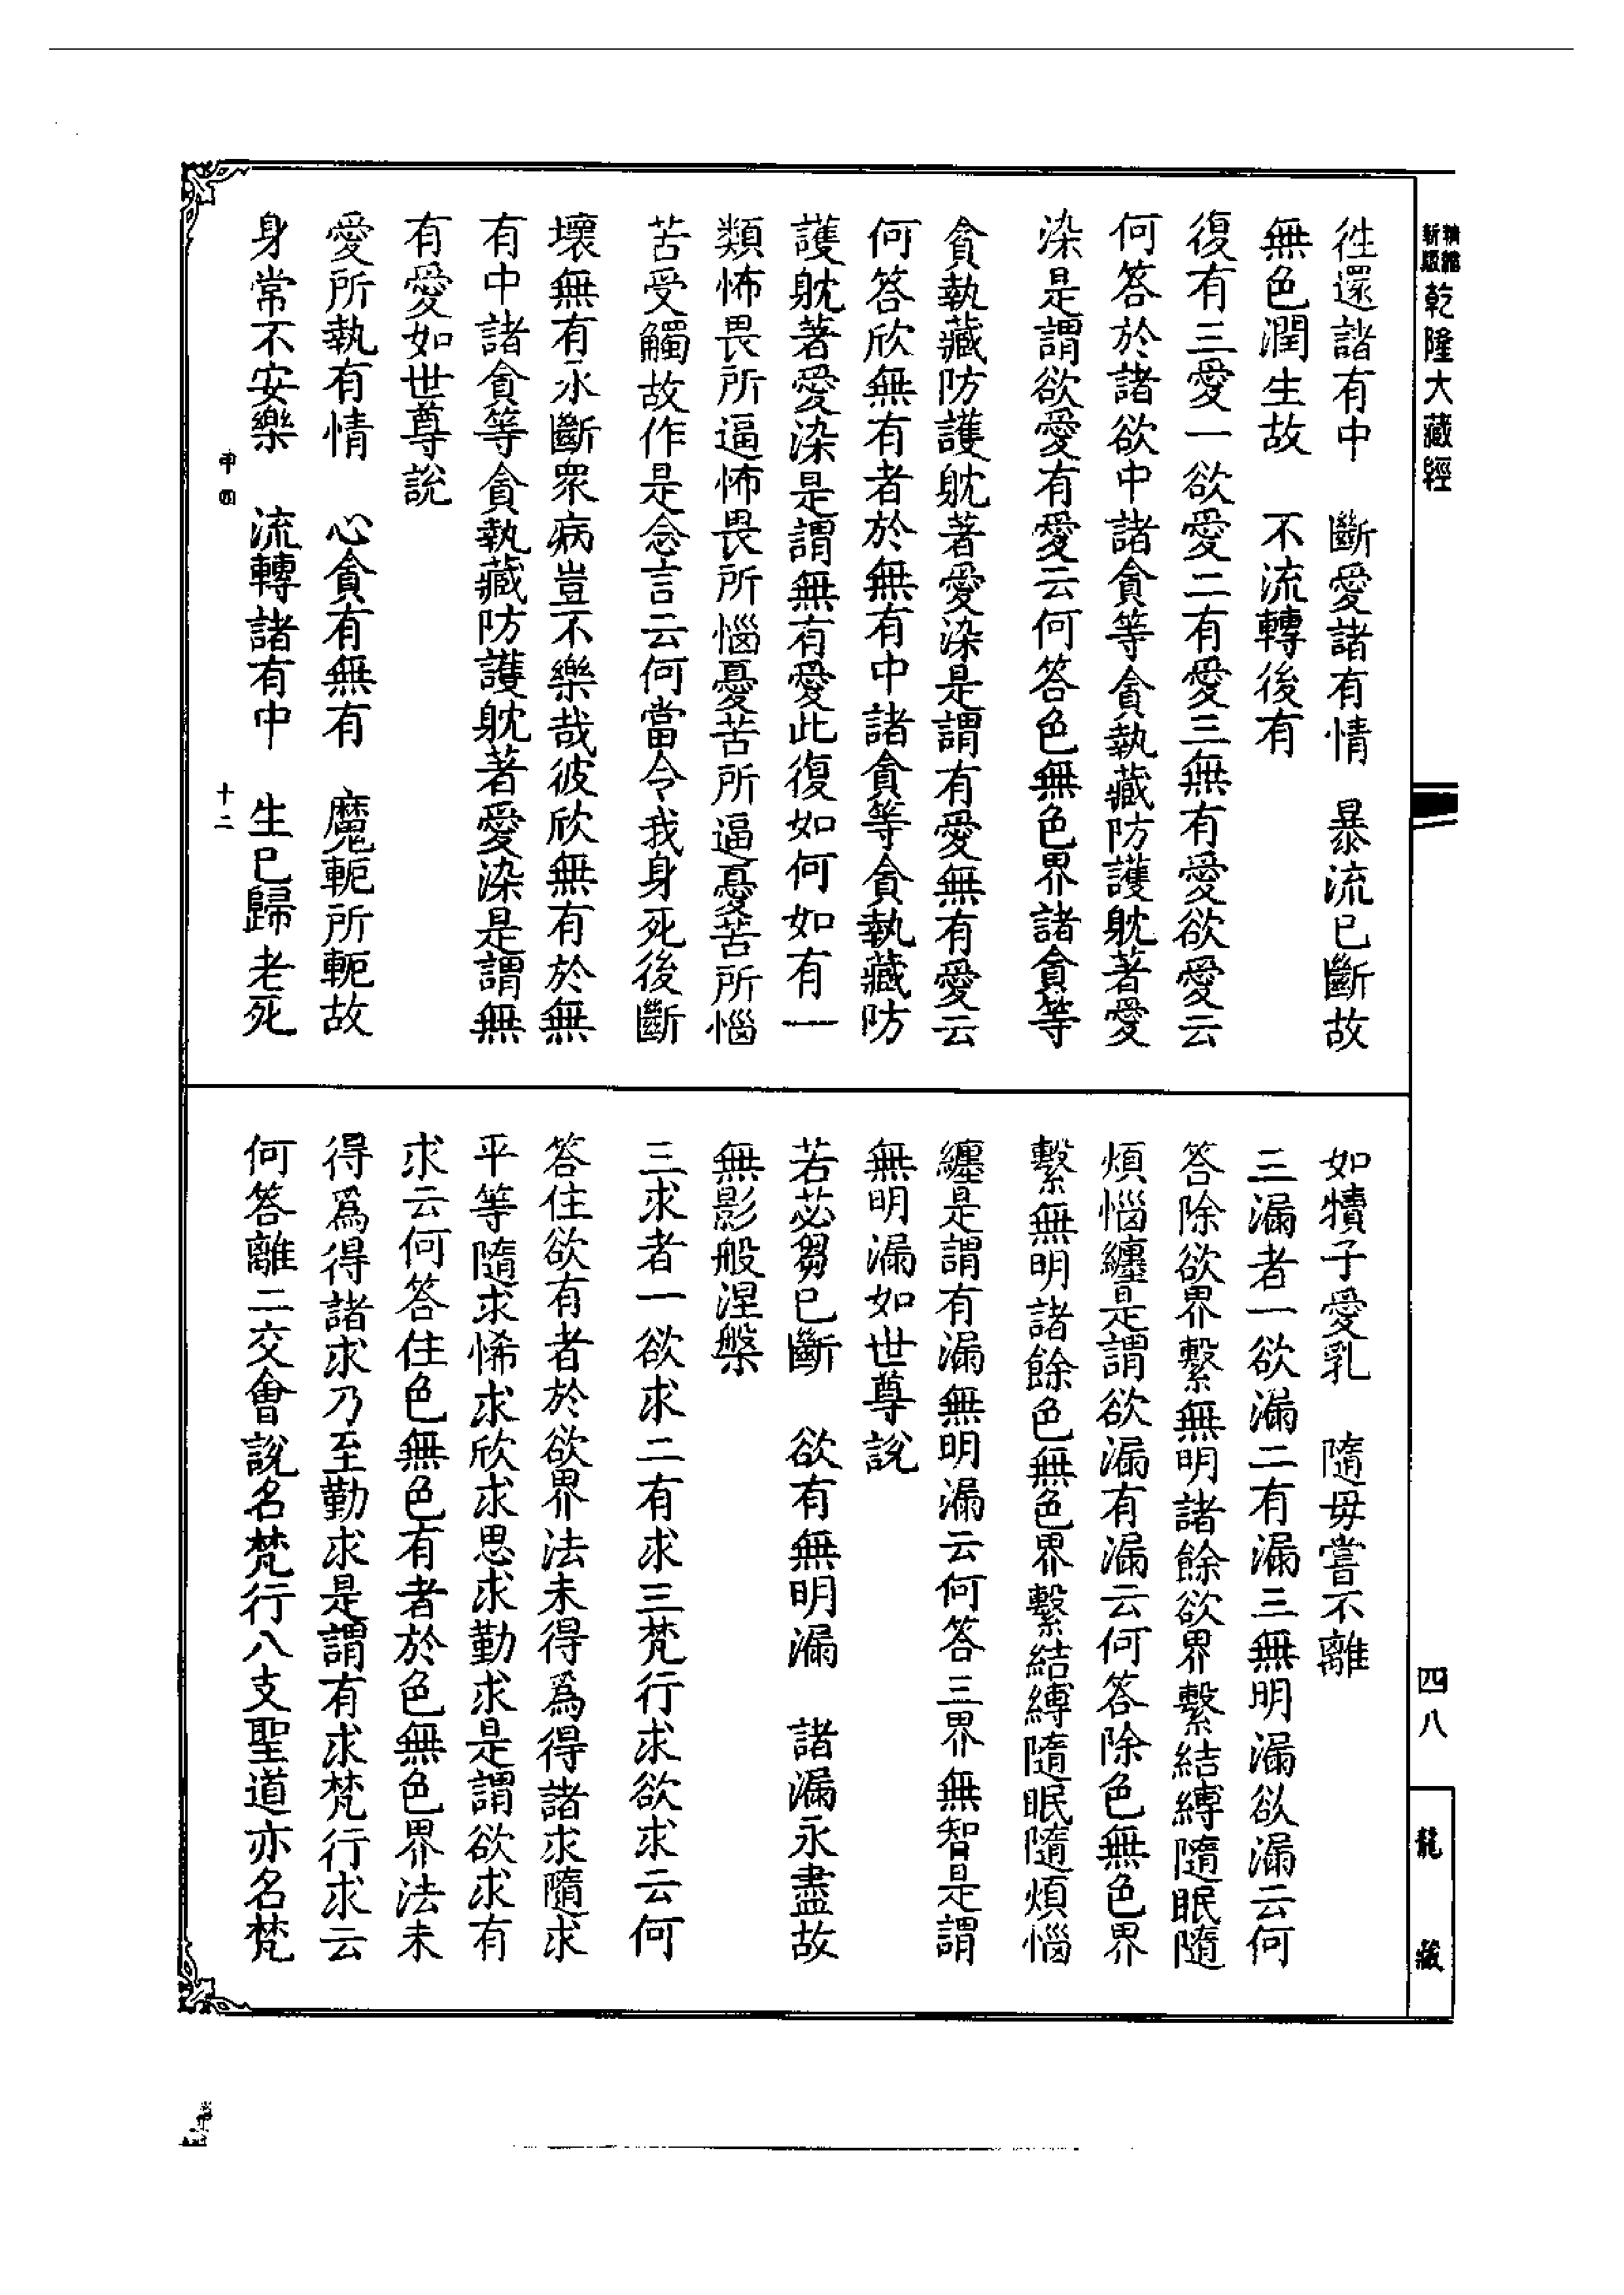 精縮新版乾隆大藏經
徃還諸有中　斷愛諸有情　暴流已斷故
無色潤生故　不流轉後有
復有三愛一欲愛二有愛三無有愛欲愛云
何答於諸欲中諸貪等貪執藏防護躭著愛
染是謂欲愛有愛云何答色無色界諸貪等
貪執藏防護躭著愛染是謂有愛無有愛云
何答欣無有者於無有中諸貪等貪執藏防
護躭著愛染是謂無有愛此復如何如有一
類怖畏所逼怖畏所惱憂苦所逼憂苦所惱
苦受觸故作是念言云何當令我身死後斷
壞無有永斷衆病豈不樂哉彼欣無有於無
有中諸貪等貪執藏防護躭著愛染是謂無
有愛如世尊說
愛所執有情　心貪有無有　魔軛所軛故
身常不安樂　流轉諸有中　生已歸老死
申四　十二
如犢子愛乳　隨毋嘗不離
三漏者一欲漏二有漏三無明漏欲漏云何
答除欲界繫無明諸餘欲界繫結縛隨眠隨
煩惱纏是謂欲漏有漏云何答除色無色界
繫無明諸餘色無色界繫結縛隨眠隨煩惱
纏是謂有漏無明漏云何答三界無智是謂
無明漏如世尊說
若苾芻已斷　欲有無明漏　諸漏永盡故
無影般涅槃
三求者一欲求二有求三梵行求欲求云何
答住欲有者於欲界法未得爲得諸求隨求
平等隨求悕求欣求思求勤求是謂欲求有
求云何答住色無色有者於色無色界法未
得爲得諸求乃至勤求是謂有求梵行求云
何答離二交會說名梵行八支聖道亦名梵
四八
龍藏